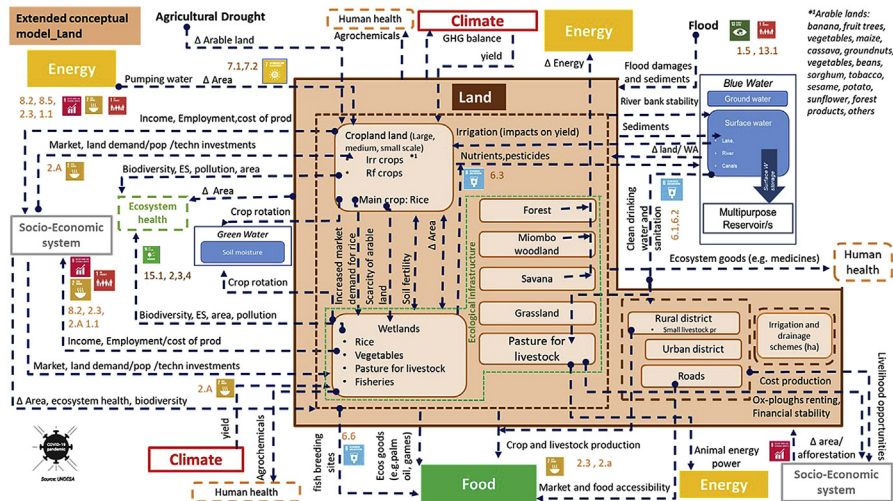 Extended conceptual
model_Land
Agricultural Drought
Δ Arable land
Human health
Agrochemicals
Climate
GHG balance
yield
Energy
Δ Energy
Flood
1.5 , 13.1
Flood damages
and sediments
River bank stability
*¹Arable lands:
banana, fruit trees,
vegetables, maize,
cassava, groundnuts,
vegetables, beans,
sorghum, tobacco,
sesame, potato,
sunflower, forest
products, others
Energy
Pumping water
Δ Area
7.1,7.2
8.2, 8.5,
2.3, 1.1
Income, Employment,cost of prod
Market, land demand/pop /techn investments
2.A
Biodiversity, ES, pollution, area
Δ Area
Ecosystem
health
Crop rotation
Socio-Economic
system
Green Water
Soil moisture
15.1, 2,3,4
Crop rotation
8.2, 2.3,
2.A 1.1
Biodiversity, ES, area, pollution
Income, Employment/cost of prod
Market, land demand/pop /techn investments
2.A
Δ Area, ecosystem health, biodiversity
Land
Cropland land (Large,
medium, small scale)
Irr crops *¹
Rf crops
Main crop: Rice
Irrigation (impacts on yield)
Nutrients,pesticides
6.3
Sediments
Δ land/ WA
Blue Water
Ground water
Surface water
Lake,
River
Canals
Surface W
storage
Multipurpose
Reservoir/s
Increased market
demand for rice
Scarcity of arable
land
Soil fertility
Δ Area
Ecological infrastructure
Forest
Miombo
woodland
Savana
Grassland
Pasture for
livestock
Clean drinking
water and
sanitation
6.1,6.2
Ecosystem goods (e.g. medicines)
Human
health
Wetlands
• Rice
• Vegetables
• Pasture for livestock
• Fisheries
Rural district
• Small livestock pr
Urban district
Roads
Irrigation and
drainage
schemes (ha)
Cost production
Ox-ploughs renting,
Financial stability
Livelihood opportunities
COVID-19
pandemic
Source: UNDESA
yield
Climate
Agrochemicals
Human health
fish breeding
sites
6.6
Ecos goods
(e.g.palm
oil, games)
Food
Crop and livestock production
2.3 , 2.a
Market and food accessibility
Animal energy
power
Energy
Δ area/
afforestation
Socio-Economic
system